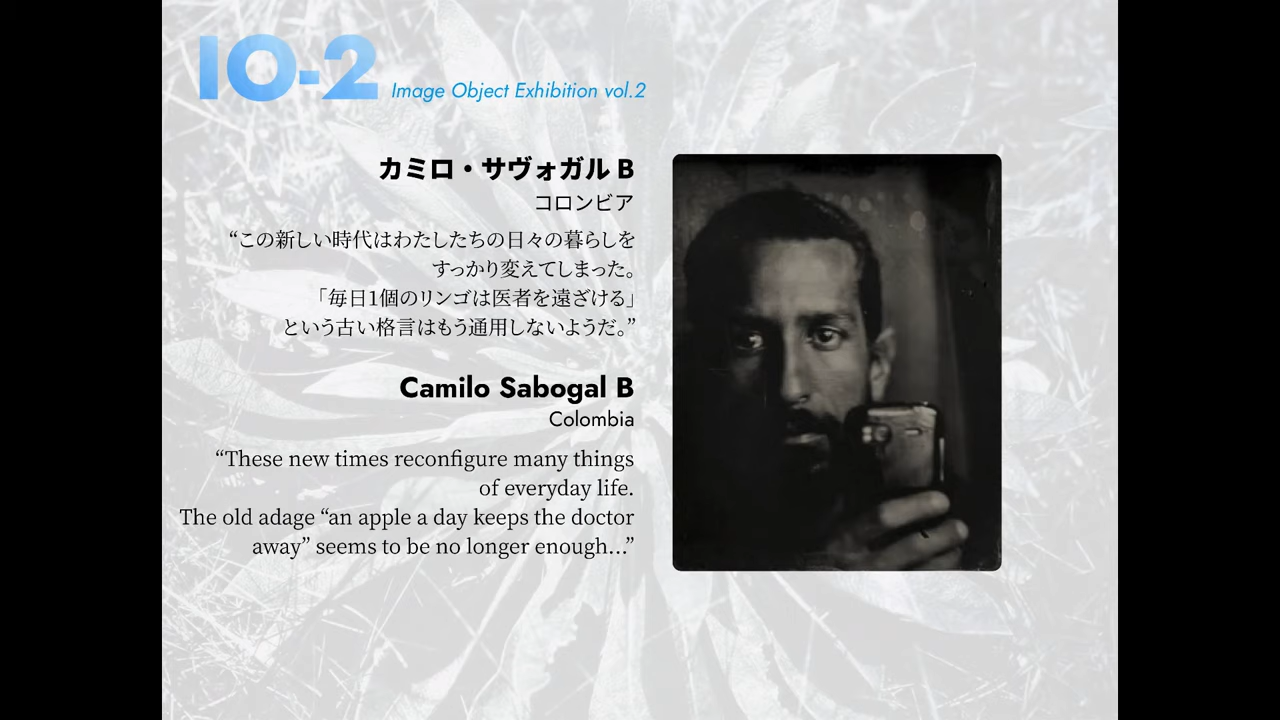 IO-2 Image Object Exhibition vol.2
カミロ・サヴォガル B
コロンビア
“この新しい時代はわたしたちの日々の暮らしを
すっかり変えてしまった。
「毎日1個のリンゴは医者を遠ざける」
という古い格言はもう通用しないようだ。”
Camilo Sabogal B
Colombia
“These new times reconfigure many things
of everyday life.
The old adage “an apple a day keeps the doctor
away” seems to be no longer enough...”